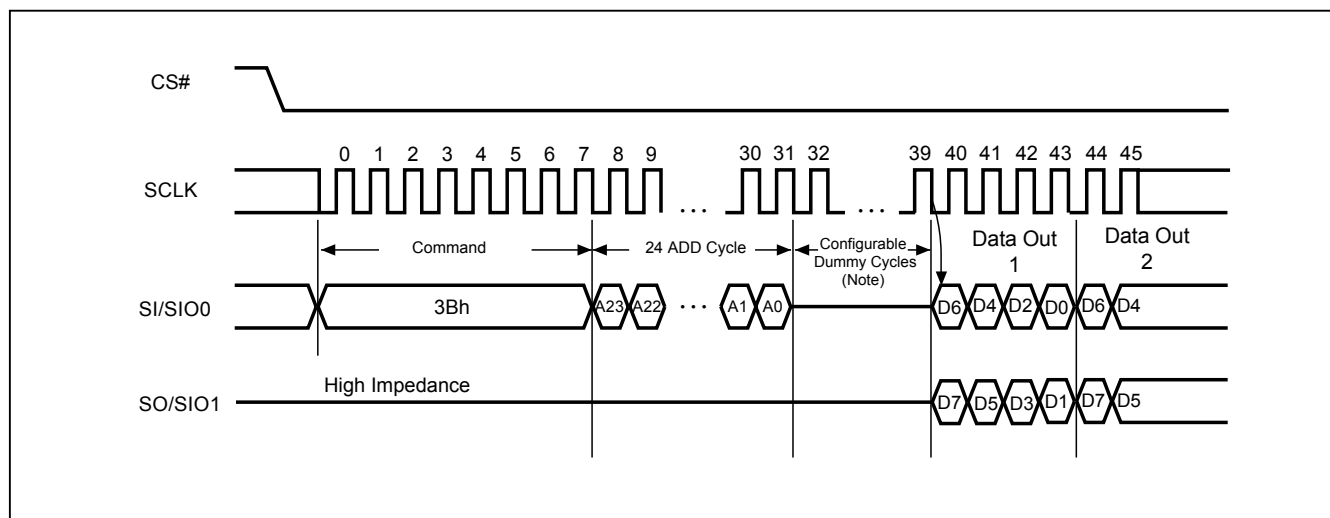 CS#
0 1 2 3 4 5 6 7 8 9 30 31 32 39 40 41 42 43 44 45
SCLK
... ...
Command 24 ADD Cycle Configurable Dummy Cycles (Note) Data Out 1 Data Out 2
SI/SIO0 3Bh A23 A22 ... A1 A0 D6 D4 D2 D0 D6 D4
High Impedance
SO/SIO1 D7 D5 D3 D1 D7 D5